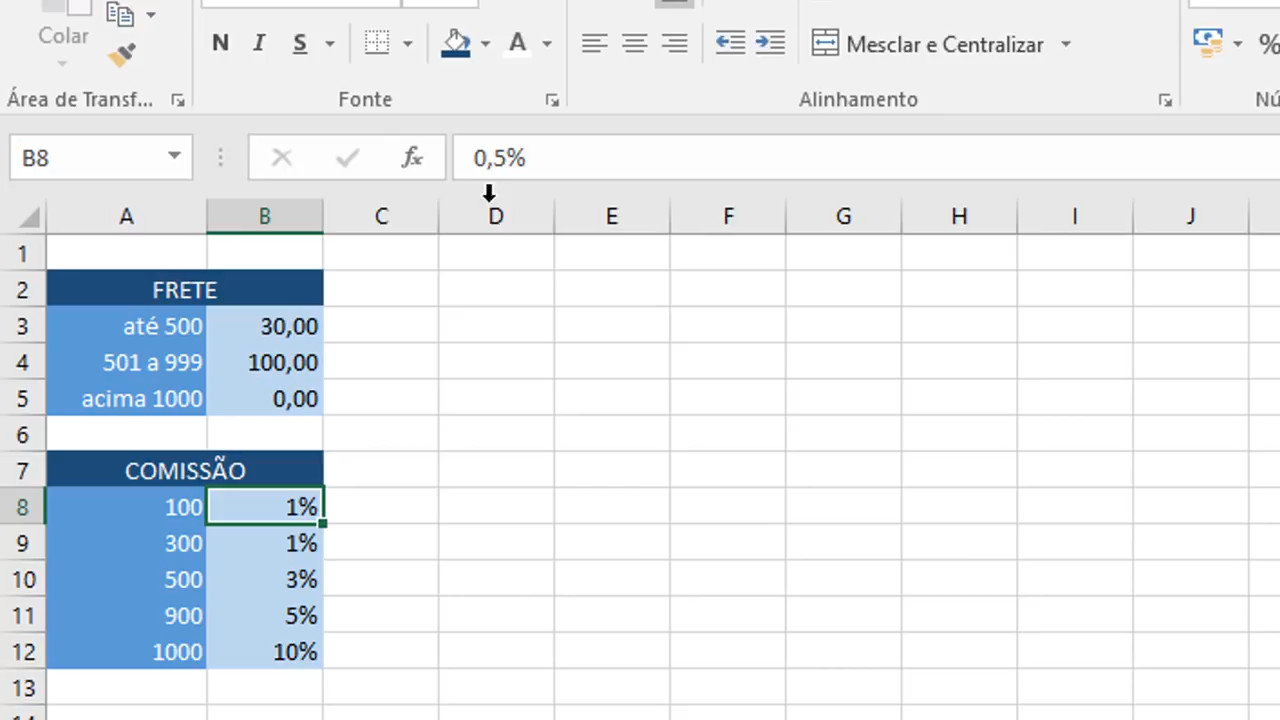 Colar
N I S A Mesclar e Centralizar %
Área de Transf... Fonte Alinhamento Nú
B8 fx 0,5%
A B C D E F G H I J
1
2 FRETE
3 até 500 30,00
4 501 a 999 100,00
5 acima 1000 0,00
6
7 COMISSÃO
8 100 1%
9 300 1%
10 500 3%
11 900 5%
12 1000 10%
13